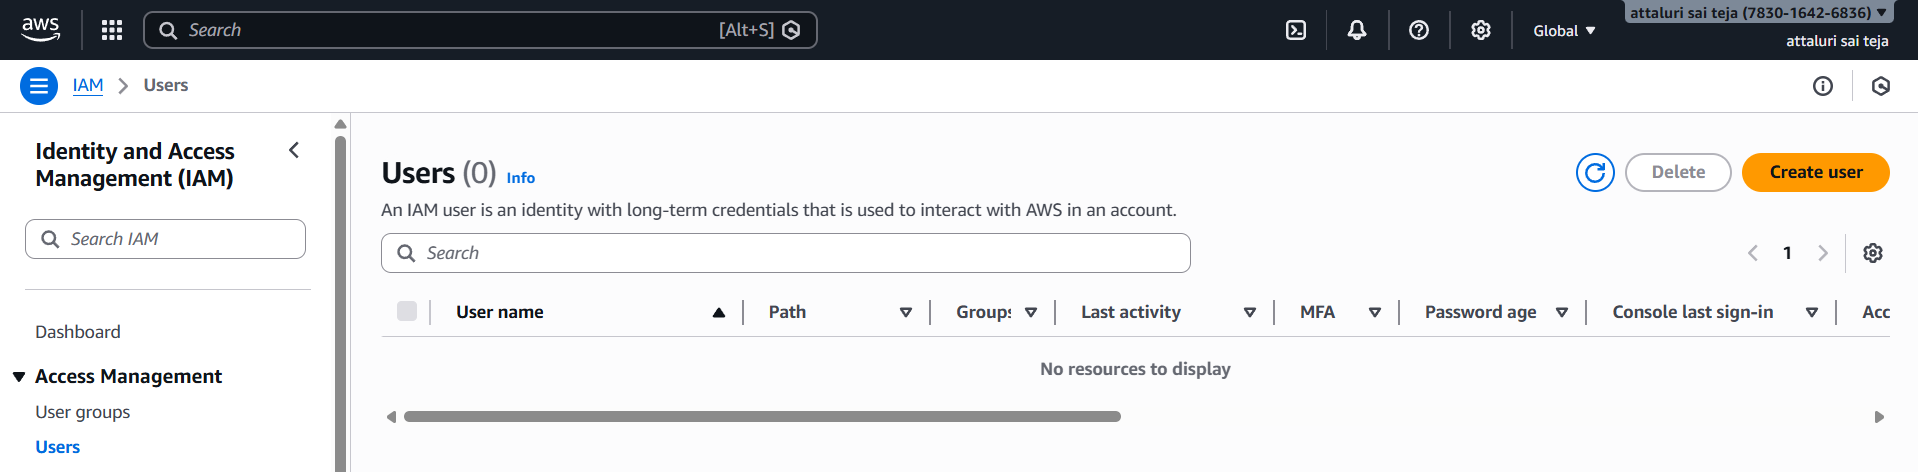 aws
Search [Alt+S]
Global
attaluri sai teja (7830-1642-6836)
attaluri sai teja
IAM
Users
Identity and Access
Management (IAM)
Search IAM
Dashboard
Access Management
User groups
Users
Users (0) Info
Delete
Create user
An IAM user is an identity with long-term credentials that is used to interact with AWS in an account.
Search
1
User name Path Groups Last activity MFA Password age Console last sign-in Acc
No resources to display